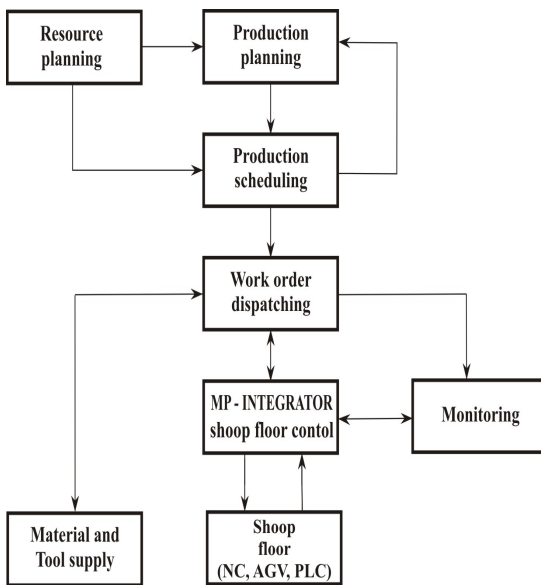 Resource
planning
Production
planning
Production
scheduling
Work order
dispatching
MP - INTEGRATOR
shoop floor contol
Monitoring
Material and
Tool supply
Shoop
floor
(NC, AGV, PLC)